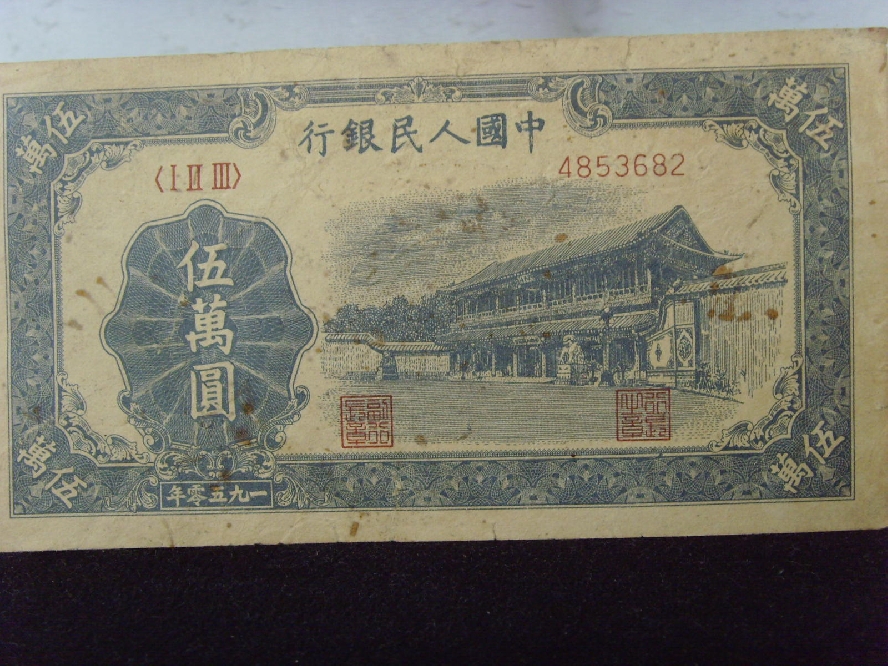 伍萬
中國人民銀行
伍萬
〈I II III〉
4853682
伍萬圓
伍萬
一九五零年
伍萬